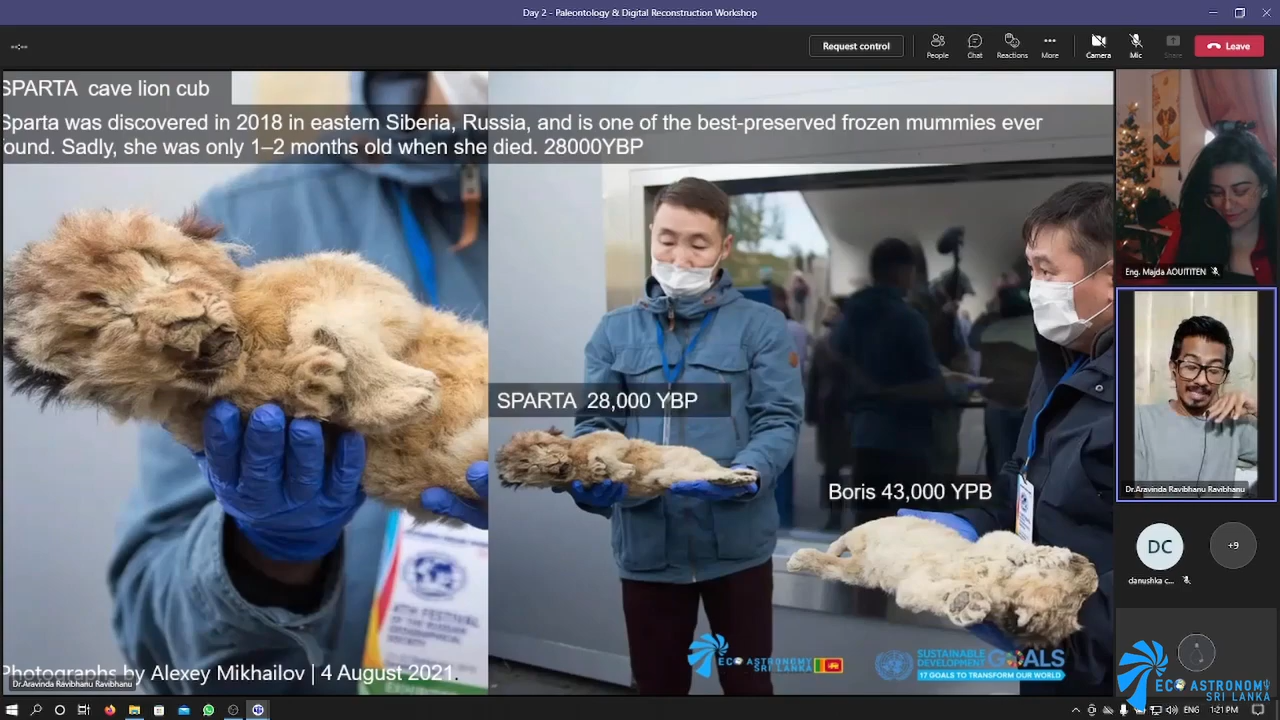 Day 2 - Paleontology & Digital Reconstruction Workshop
Request control
People
Chat
Reactions
More
Camera
Mic
Share
Leave
SPARTA cave lion cub
Sparta was discovered in 2018 in eastern Siberia, Russia, and is one of the best-preserved frozen mummies ever
ound. Sadly, she was only 1–2 months old when she died. 28000YBP
SPARTA 28,000 YBP
Boris 43,000 YPB
Photographs by Alexey Mikhailov | 4 August 2021.
Dr.Aravinda Ravibhanu Ravibhanu
ECO ASTRONOMY
SRI LANKA
SUSTAINABLE
DEVELOPMENT GOALS
17 GOALS TO TRANSFORM OUR WORLD
Eng. Majda AOUITITEN
Dr.Aravinda Ravibhanu Ravibhanu
DC
danushka c...
+9
ECO ASTRONOMY
SRI LANKA
ENG
1:21 PM